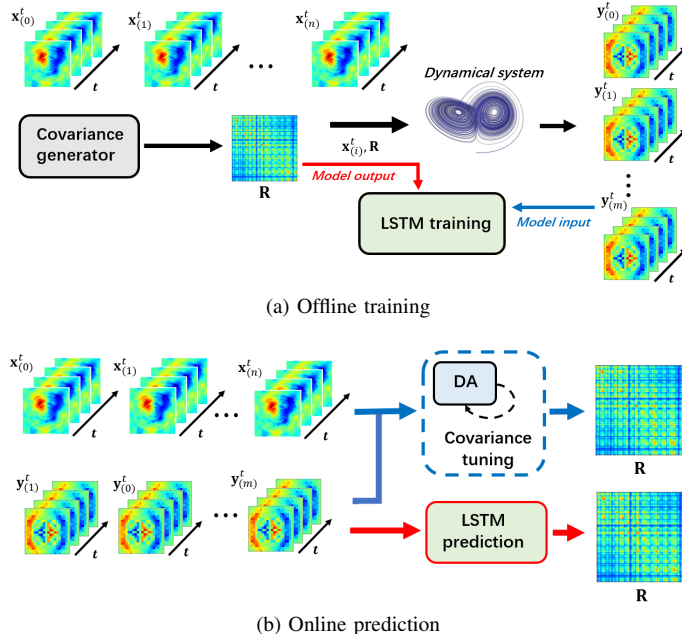 x^t_(0)
x^t_(1)
x^t_(n)
t
t
...
t
Dynamical system
y^t_(0)
t
y^t_(1)
t
Covariance
generator
R
x^t_(i), R
Model output
LSTM training
Model input
⋮
y^t_(m)
t
(a) Offline training
x^t_(0)
x^t_(1)
x^t_(n)
t
t
...
t
DA
Covariance
tuning
R
y^t_(1)
y^t_(0)
y^t_(m)
t
t
...
t
LSTM
prediction
R
(b) Online prediction